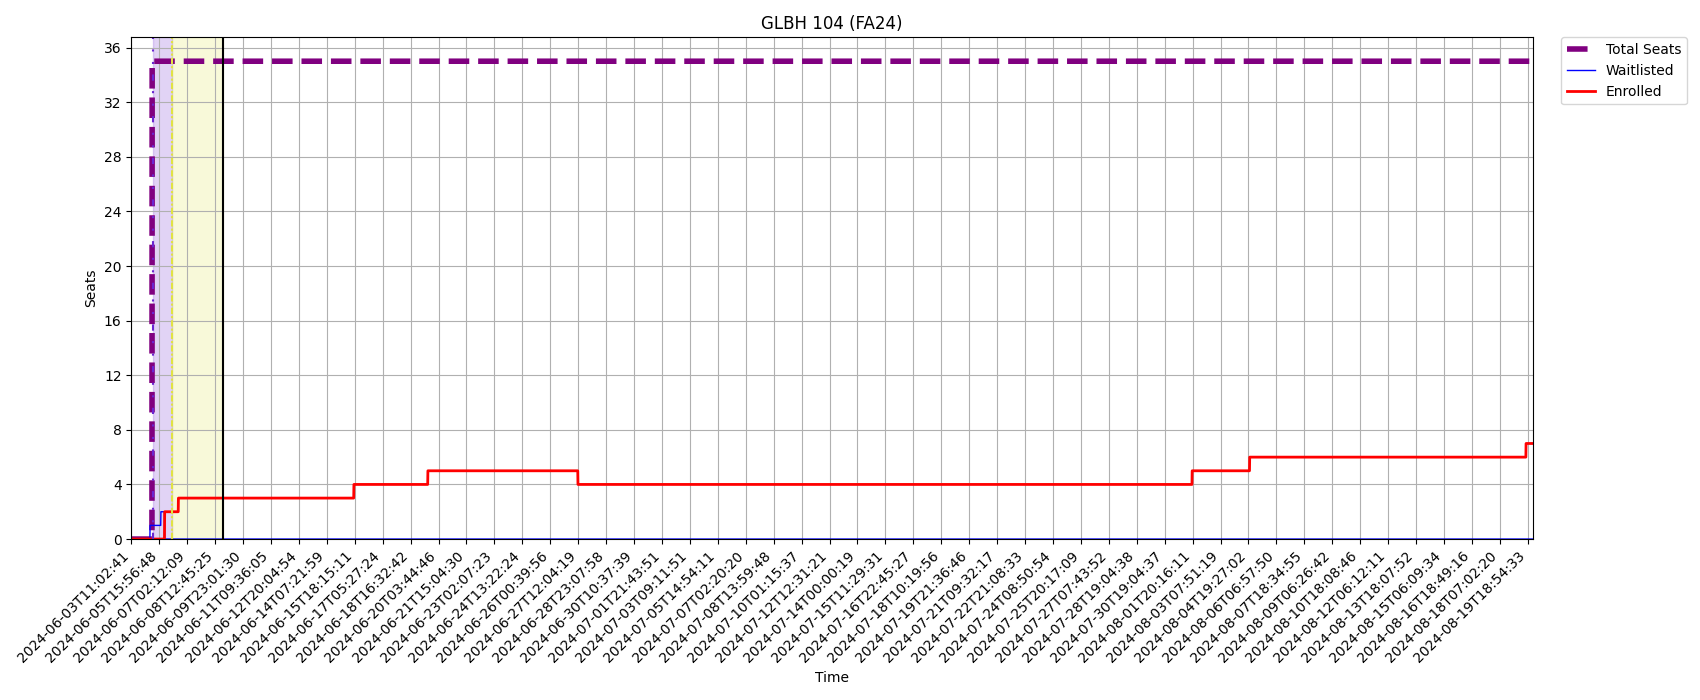 GLBH 104 (FA24)
Total Seats
Waitlisted
Enrolled
36
32
28
24
20
16
12
8
4
0
Seats
2024-06-03T11:02:41
2024-06-05T15:56:48
2024-06-07T02:12:09
2024-06-08T12:45:25
2024-06-09T23:01:30
2024-06-11T09:36:05
2024-06-12T20:04:54
2024-06-14T07:21:59
2024-06-15T18:15:11
2024-06-17T05:27:24
2024-06-18T16:32:42
2024-06-20T03:44:46
2024-06-21T15:04:30
2024-06-23T02:07:23
2024-06-24T13:22:24
2024-06-26T00:39:56
2024-06-27T12:04:19
2024-06-28T23:07:58
2024-06-30T10:37:39
2024-07-01T21:43:51
2024-07-03T09:11:51
2024-07-05T14:54:11
2024-07-07T02:20:20
2024-07-08T13:59:48
2024-07-10T01:15:37
2024-07-12T12:31:21
2024-07-14T00:00:19
2024-07-15T11:29:31
2024-07-16T22:45:27
2024-07-18T10:19:56
2024-07-19T21:36:46
2024-07-21T09:32:17
2024-07-22T21:08:33
2024-07-24T08:50:54
2024-07-25T20:17:09
2024-07-27T07:43:52
2024-07-28T19:04:38
2024-07-30T19:04:37
2024-08-01T20:16:11
2024-08-03T07:51:19
2024-08-04T19:27:02
2024-08-06T06:57:50
2024-08-07T18:34:55
2024-08-09T06:26:42
2024-08-10T18:08:46
2024-08-12T06:12:11
2024-08-13T18:07:52
2024-08-15T06:09:34
2024-08-16T18:49:16
2024-08-18T07:02:20
2024-08-19T18:54:33
Time